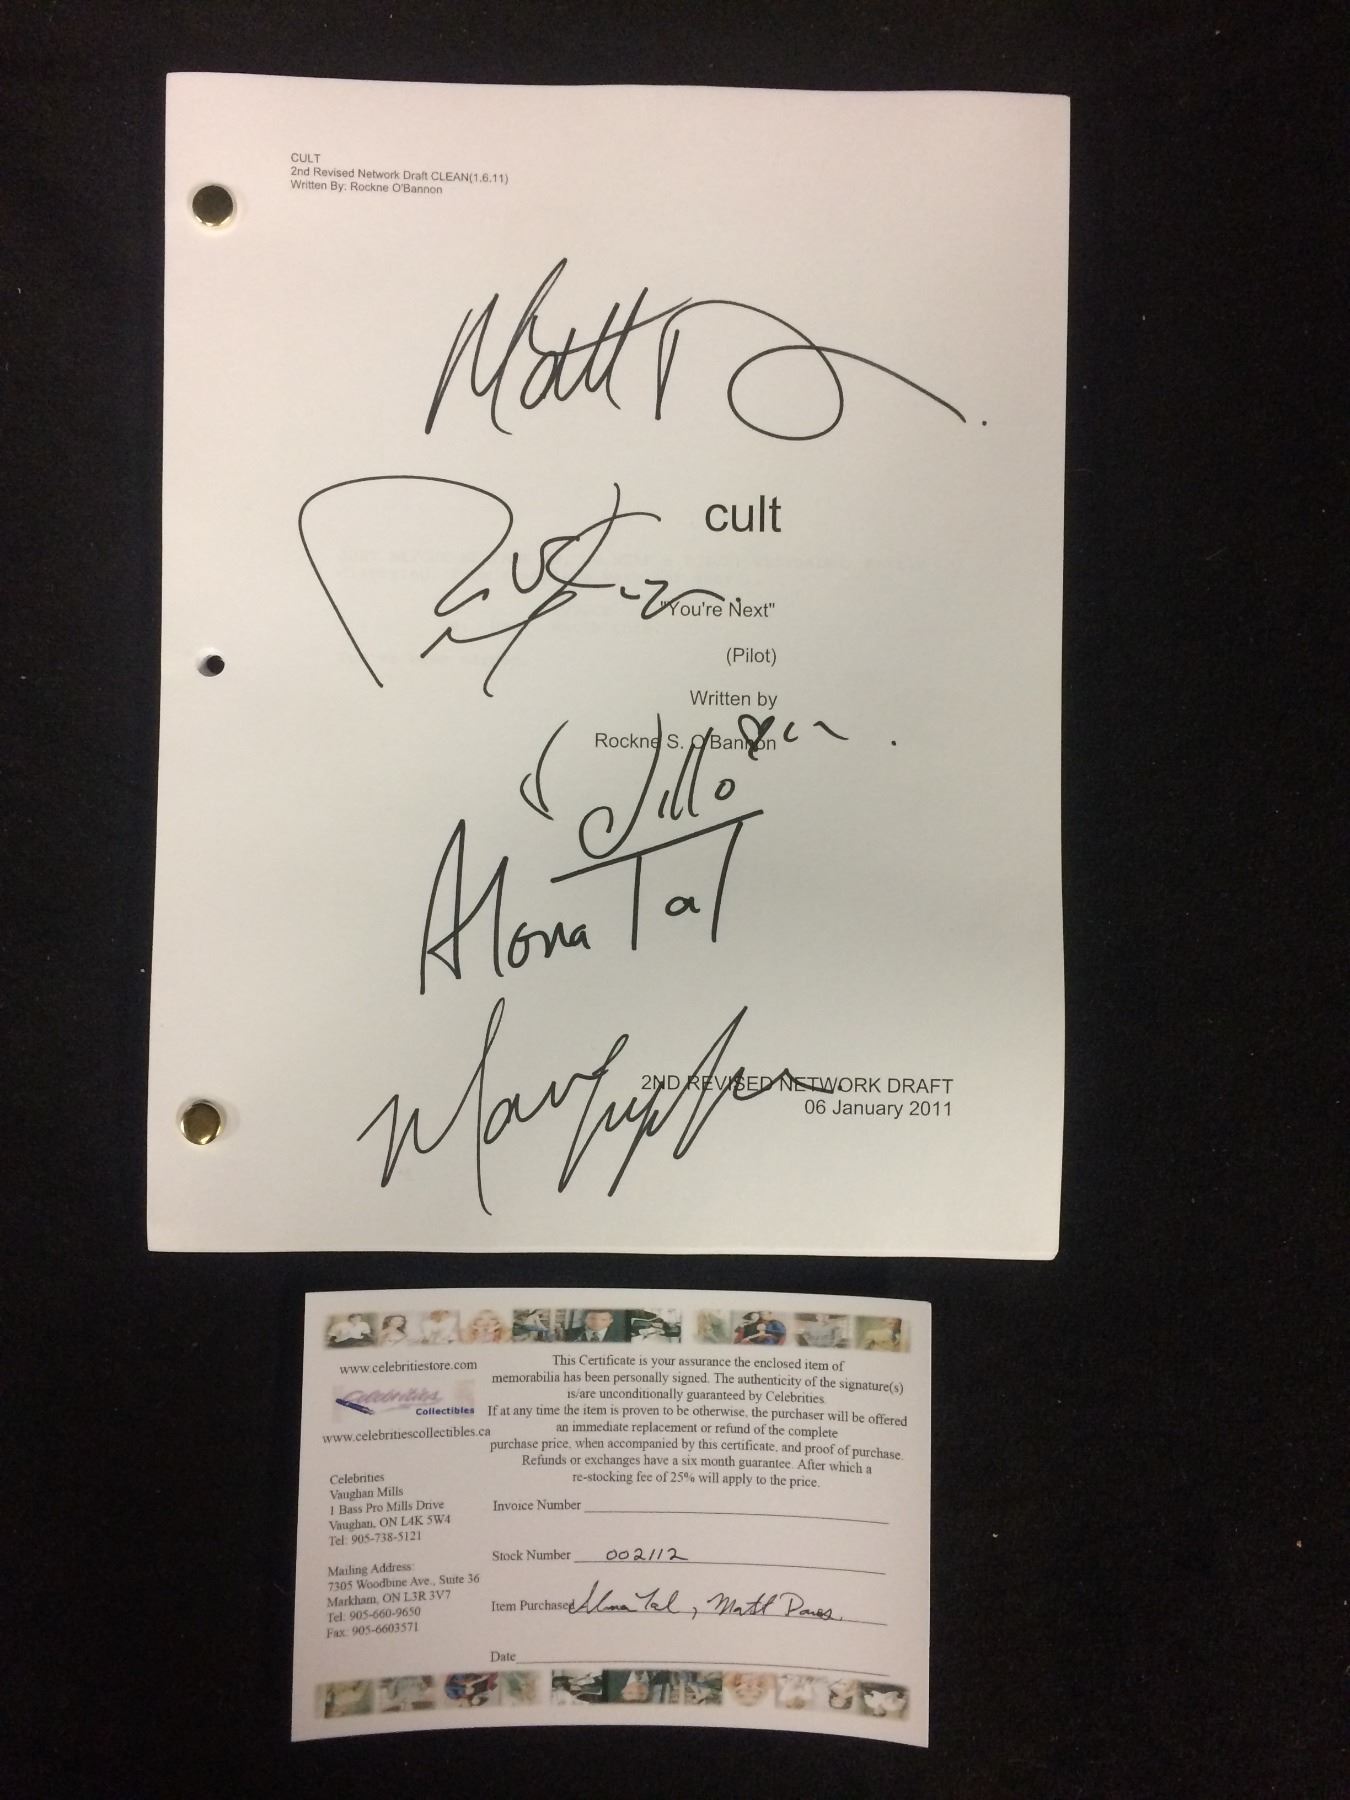 CULT
2nd Revised Network Draft CLEAN(1.6.11)
Written By: Rockne O'Bannon
Matt D
cult
"You're Next"
(Pilot)
Written by
Rockne S. O'Bannon
Alona Tal
2ND REVISED NETWORK DRAFT
06 January 2011
www.celebritiestore.com
Celebrities
Collectibles
www.celebritiescollectibles.ca
Celebrities
Vaughan Mills
1 Bass Pro Mills Drive
Vaughan, ON L4K 5W4
Tel: 905-738-5121
Mailing Address:
7305 Woodbine Ave., Suite 36
Markham, ON L3R 3V7
Tel: 905-660-9650
Fax: 905-6603571
This Certificate is your assurance the enclosed item of
memorabilia has been personally signed. The authenticity of the signature(s)
is/are unconditionally guaranteed by Celebrities.
If at any time the item is proven to be otherwise, the purchaser will be offered
an immediate replacement or refund of the complete
purchase price, when accompanied by this certificate, and proof of purchase.
Refunds or exchanges have a six month guarantee. After which a
re-stocking fee of 25% will apply to the price.
Invoice Number
Stock Number 002112
Item Purchased Alona Tal, Matt Davis
Date